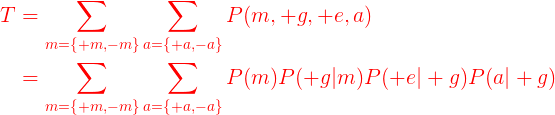 T = ∑_{m={+m,−m}} ∑_{a={+a,−a}} P(m, +g, +e, a)
= ∑_{m={+m,−m}} ∑_{a={+a,−a}} P(m)P(+g|m)P(+e| + g)P(a| + g)